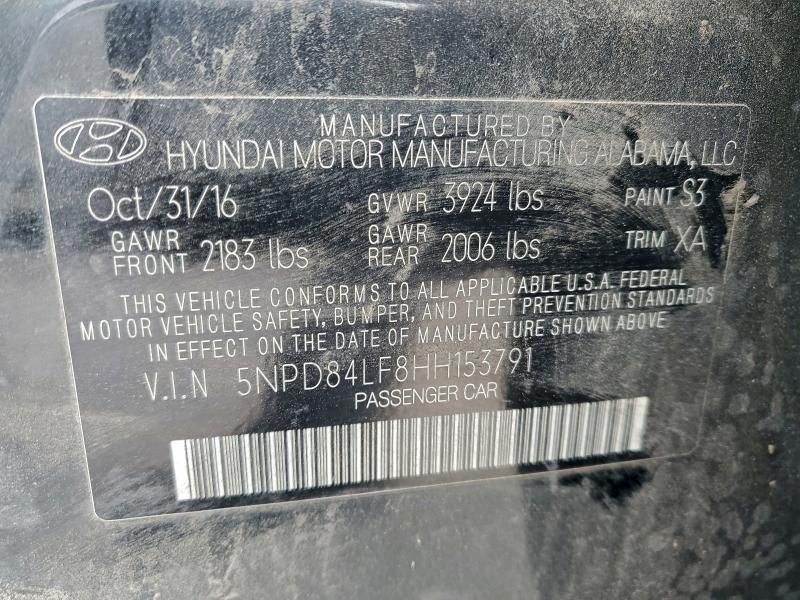 MANUFACTURED BY
HYUNDAI MOTOR MANUFACTURING ALABAMA, LLC
Oct/31/16 GVWR 3924 lbs PAINT S3
GAWR FRONT 2183 lbs GAWR REAR 2006 lbs TRIM XA
THIS VEHICLE CONFORMS TO ALL APPLICABLE U.S.A. FEDERAL
MOTOR VEHICLE SAFETY, BUMPER, AND THEFT PREVENTION STANDARDS
IN EFFECT ON THE DATE OF MANUFACTURE SHOWN ABOVE
V.I.N 5NPD84LF8HH153791
PASSENGER CAR